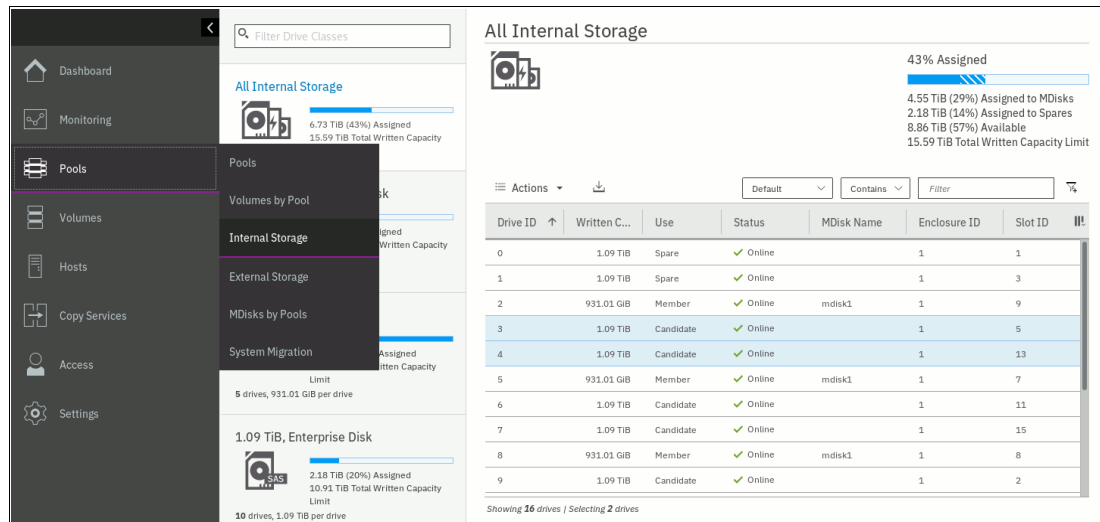 Dashboard
Monitoring
Pools
Volumes
Hosts
Copy Services
Access
Settings
Filter Drive Classes
All Internal Storage
6.73 TiB (43%) Assigned
15.59 TiB Total Written Capacity
Pools
Volumes by Pool
Internal Storage
External Storage
MDisks by Pools
System Migration
sk
igned
Written Capacity
Assigned
itten Capacity
Limit
5 drives, 931.01 GiB per drive
1.09 TiB, Enterprise Disk
SAS
2.18 TiB (20%) Assigned
10.91 TiB Total Written Capacity
Limit
10 drives, 1.09 TiB per drive
All Internal Storage
43% Assigned
4.55 TiB (29%) Assigned to MDisks
2.18 TiB (14%) Assigned to Spares
8.86 TiB (57%) Available
15.59 TiB Total Written Capacity Limit
Actions Default Contains Filter
Drive ID Written C... Use Status MDisk Name Enclosure ID Slot ID
0 1.09 TiB Spare Online 1 1
1 1.09 TiB Spare Online 1 3
2 931.01 GiB Member Online mdisk1 1 9
3 1.09 TiB Candidate Online 1 5
4 1.09 TiB Candidate Online 1 13
5 931.01 GiB Member Online mdisk1 1 7
6 1.09 TiB Candidate Online 1 11
7 1.09 TiB Candidate Online 1 15
8 931.01 GiB Member Online mdisk1 1 8
9 1.09 TiB Candidate Online 1 2
Showing 16 drives | Selecting 2 drives